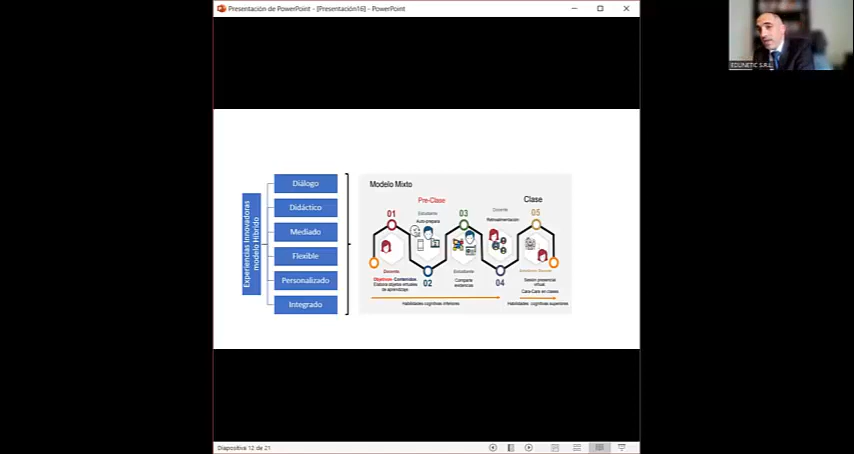 Presentación de PowerPoint - [Presentación16] - PowerPoint
EDUNETIC S.R.L.
Experiencias Innovadoras
modelo Híbrido
Diálogo
Didáctico
Mediado
Flexible
Personalizado
Integrado
Modelo Mixto
Pre-Clase
Clase
01
Estudiante
Auto-prepara
03
Docente
Retroalimentación
05
Docente
Objetivos- Contenidos.
Elabora objetos virtuales
de aprendizaje.
02
Estudiante
Comparte
evidencias
04
Sesión presencial
virtual
Cara-Cara en clases
Habilidades cognitivas inferiores
Habilidades cognitivas superiores
Diapositiva 12 de 21